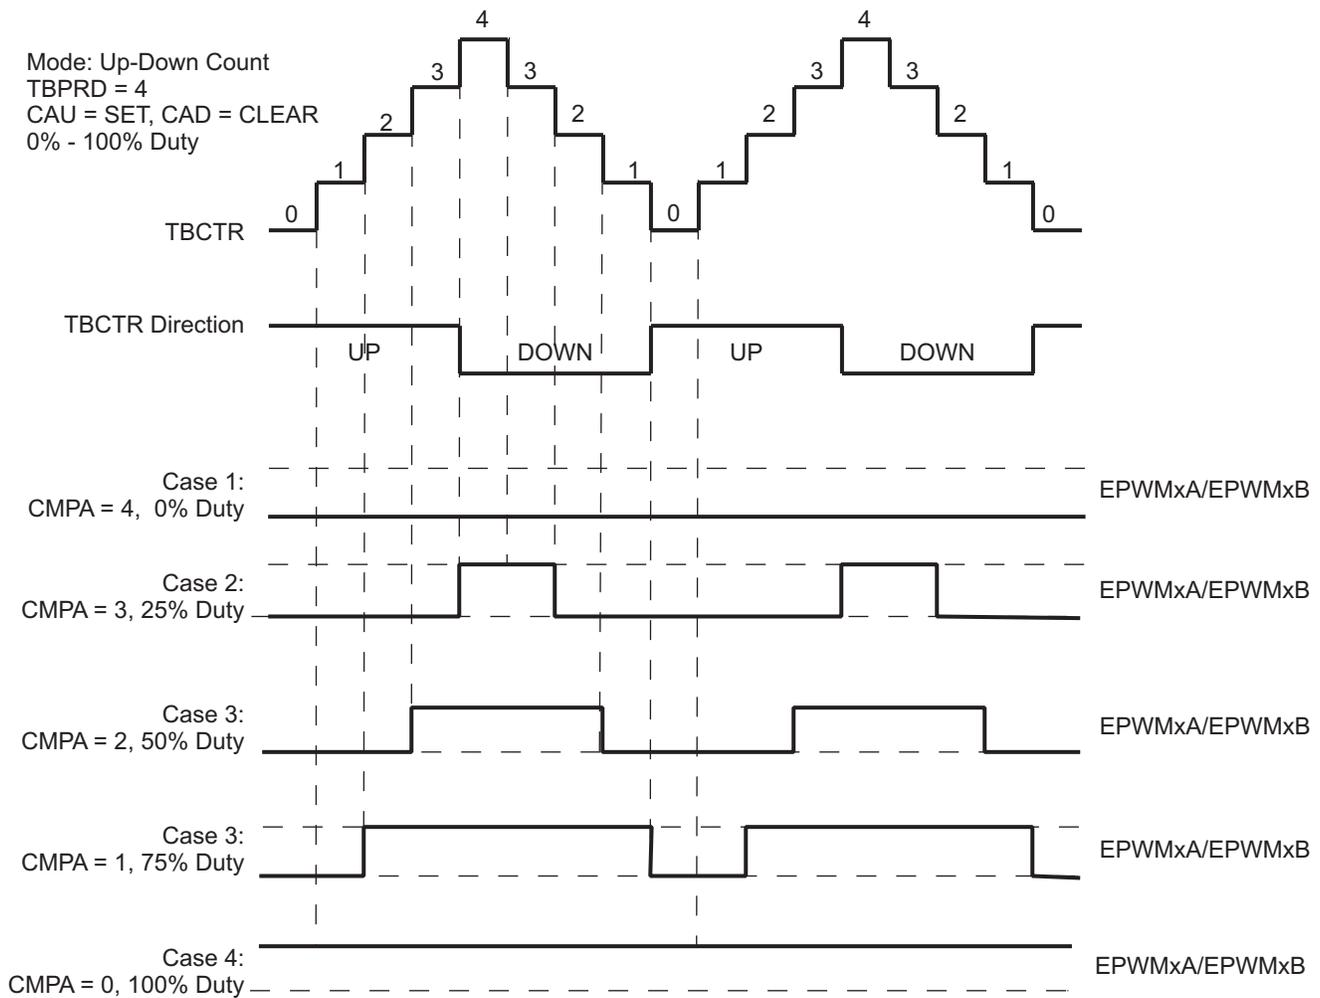 4
4
Mode: Up-Down Count
TBPRD = 4
CAU = SET, CAD = CLEAR
0% - 100% Duty
3
3
3
3
2
2
2
2
1
1
1
1
0
0
0
TBCTR
TBCTR Direction
UP
DOWN
UP
DOWN
Case 1:
CMPA = 4, 0% Duty
EPWMxA/EPWMxB
Case 2:
CMPA = 3, 25% Duty
EPWMxA/EPWMxB
Case 3:
CMPA = 2, 50% Duty
EPWMxA/EPWMxB
Case 3:
CMPA = 1, 75% Duty
EPWMxA/EPWMxB
Case 4:
CMPA = 0, 100% Duty
EPWMxA/EPWMxB